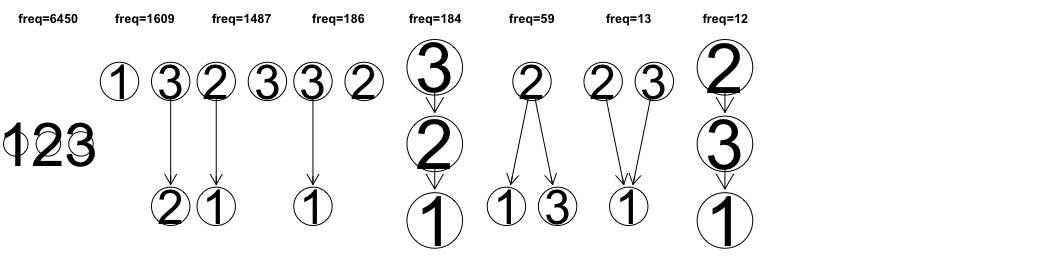 freq=6450 freq=1609 freq=1487 freq=186 freq=184 freq=59 freq=13 freq=12
1 3 2 3 3 2 3 2 2 3 2
123 2 3
2 1 1 1 1 3 1 1